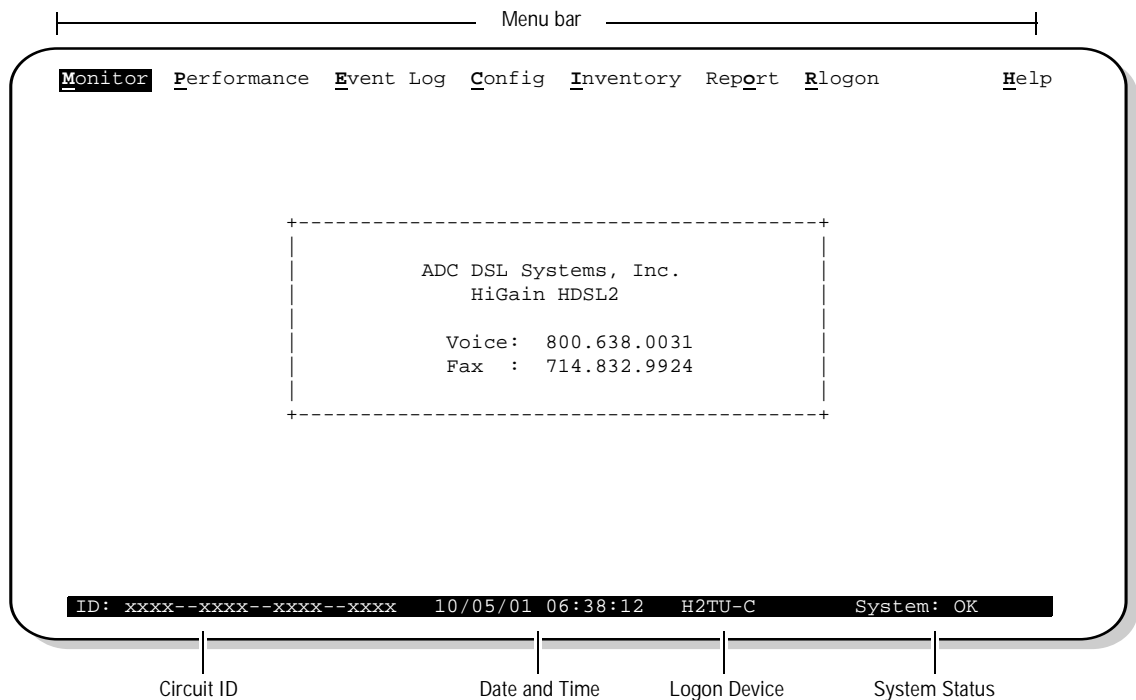 Menu bar
Monitor Performance Event Log Config Inventory Report Rlogon Help
ADC DSL Systems, Inc.
HiGain HDSL2
Voice: 800.638.0031
Fax : 714.832.9924
ID: xxxx--xxxx--xxxx--xxxx 10/05/01 06:38:12 H2TU-C System: OK
Circuit ID Date and Time Logon Device System Status